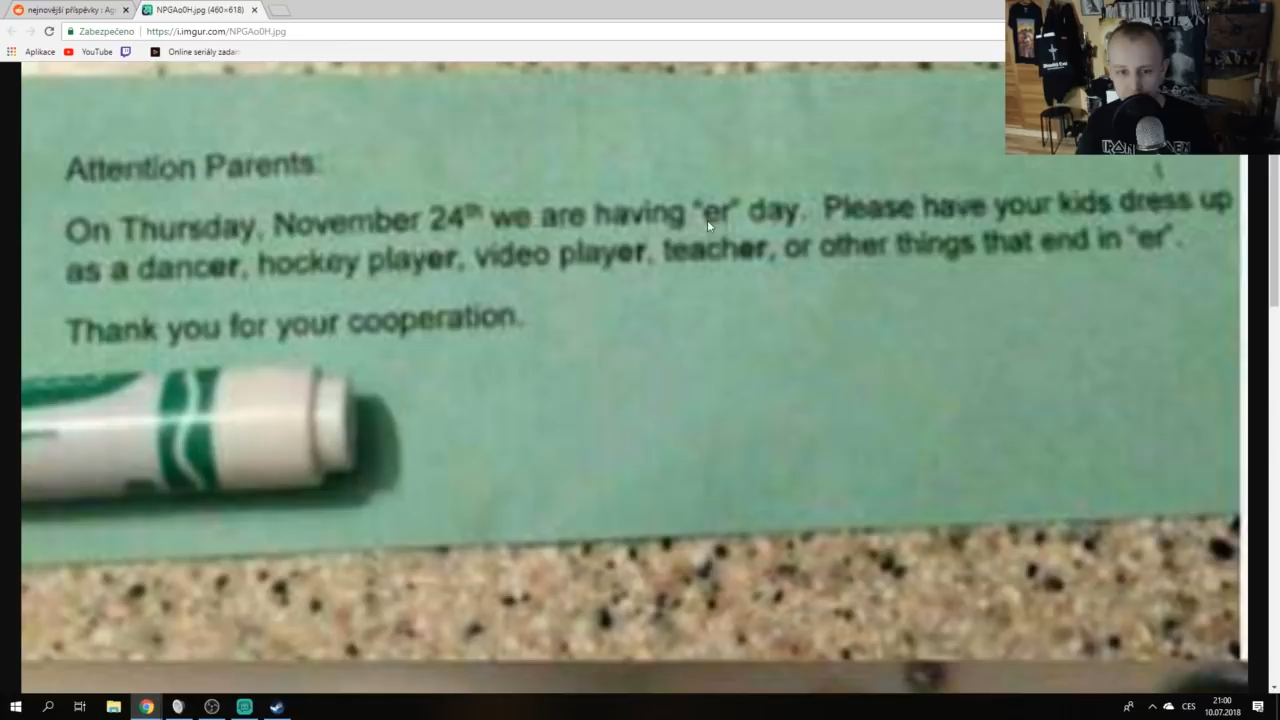 nejnovější příspěvky : Ag
NPGAo0H.jpg (460×618)
Zabezpečeno | https://i.imgur.com/NPGAo0H.jpg
Aplikace YouTube Online seriály zadar
IRON MAIDEN
Attention Parents:
On Thursday, November 24th we are having "er" day. Please have your kids dress up
as a dancer, hockey player, video player, teacher, or other things that end in "er".
Thank you for your cooperation.
CES
21:00
10.07.2018